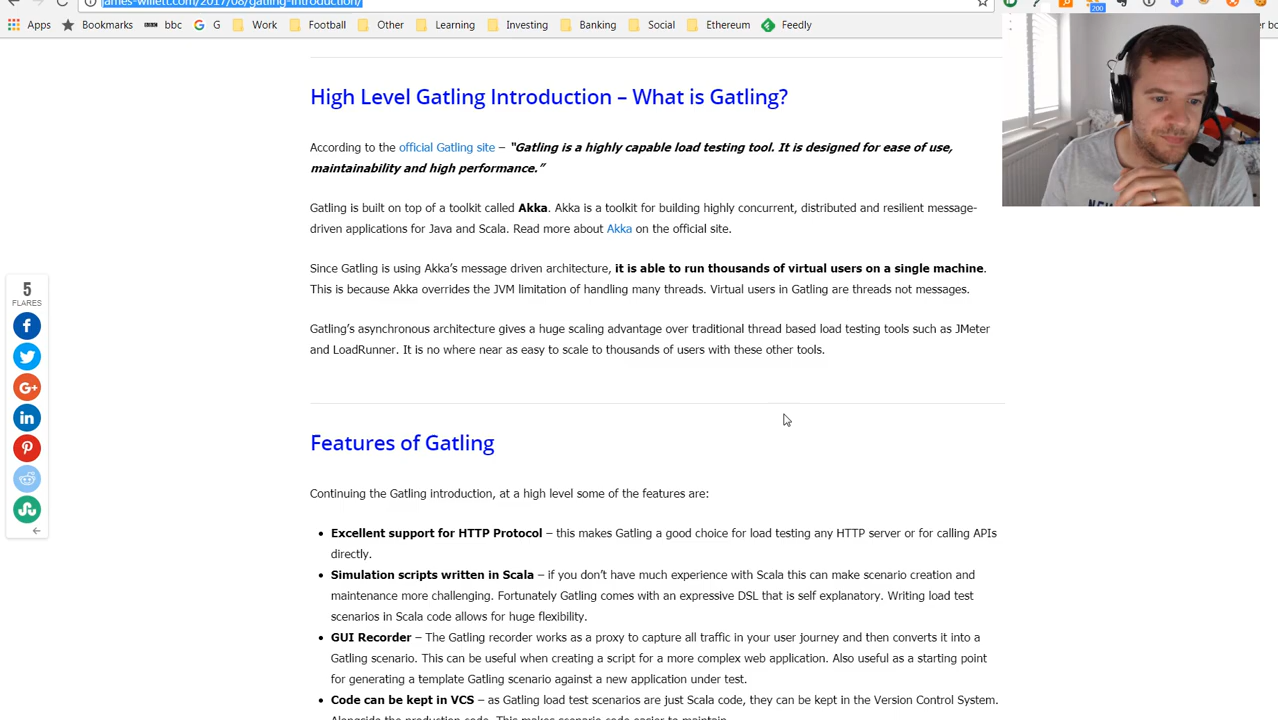 james-willett.com/2017/08/gatling-introduction/
Apps Bookmarks bbc G Work Football Other Learning Investing Banking Social Ethereum Feedly
200
High Level Gatling Introduction – What is Gatling?
According to the official Gatling site – “Gatling is a highly capable load testing tool. It is designed for ease of use,
maintainability and high performance.”
Gatling is built on top of a toolkit called Akka. Akka is a toolkit for building highly concurrent, distributed and resilient message-
driven applications for Java and Scala. Read more about Akka on the official site.
Since Gatling is using Akka’s message driven architecture, it is able to run thousands of virtual users on a single machine.
This is because Akka overrides the JVM limitation of handling many threads. Virtual users in Gatling are threads not messages.
5
FLARES
Gatling’s asynchronous architecture gives a huge scaling advantage over traditional thread based load testing tools such as JMeter
and LoadRunner. It is no where near as easy to scale to thousands of users with these other tools.
Features of Gatling
Continuing the Gatling introduction, at a high level some of the features are:
Excellent support for HTTP Protocol – this makes Gatling a good choice for load testing any HTTP server or for calling APIs
directly.
Simulation scripts written in Scala – if you don’t have much experience with Scala this can make scenario creation and
maintenance more challenging. Fortunately Gatling comes with an expressive DSL that is self explanatory. Writing load test
scenarios in Scala code allows for huge flexibility.
GUI Recorder – The Gatling recorder works as a proxy to capture all traffic in your user journey and then converts it into a
Gatling scenario. This can be useful when creating a script for a more complex web application. Also useful as a starting point
for generating a template Gatling scenario against a new application under test.
Code can be kept in VCS – as Gatling load test scenarios are just Scala code, they can be kept in the Version Control System.
Alongside the production code. This makes scenario code easier to maintain